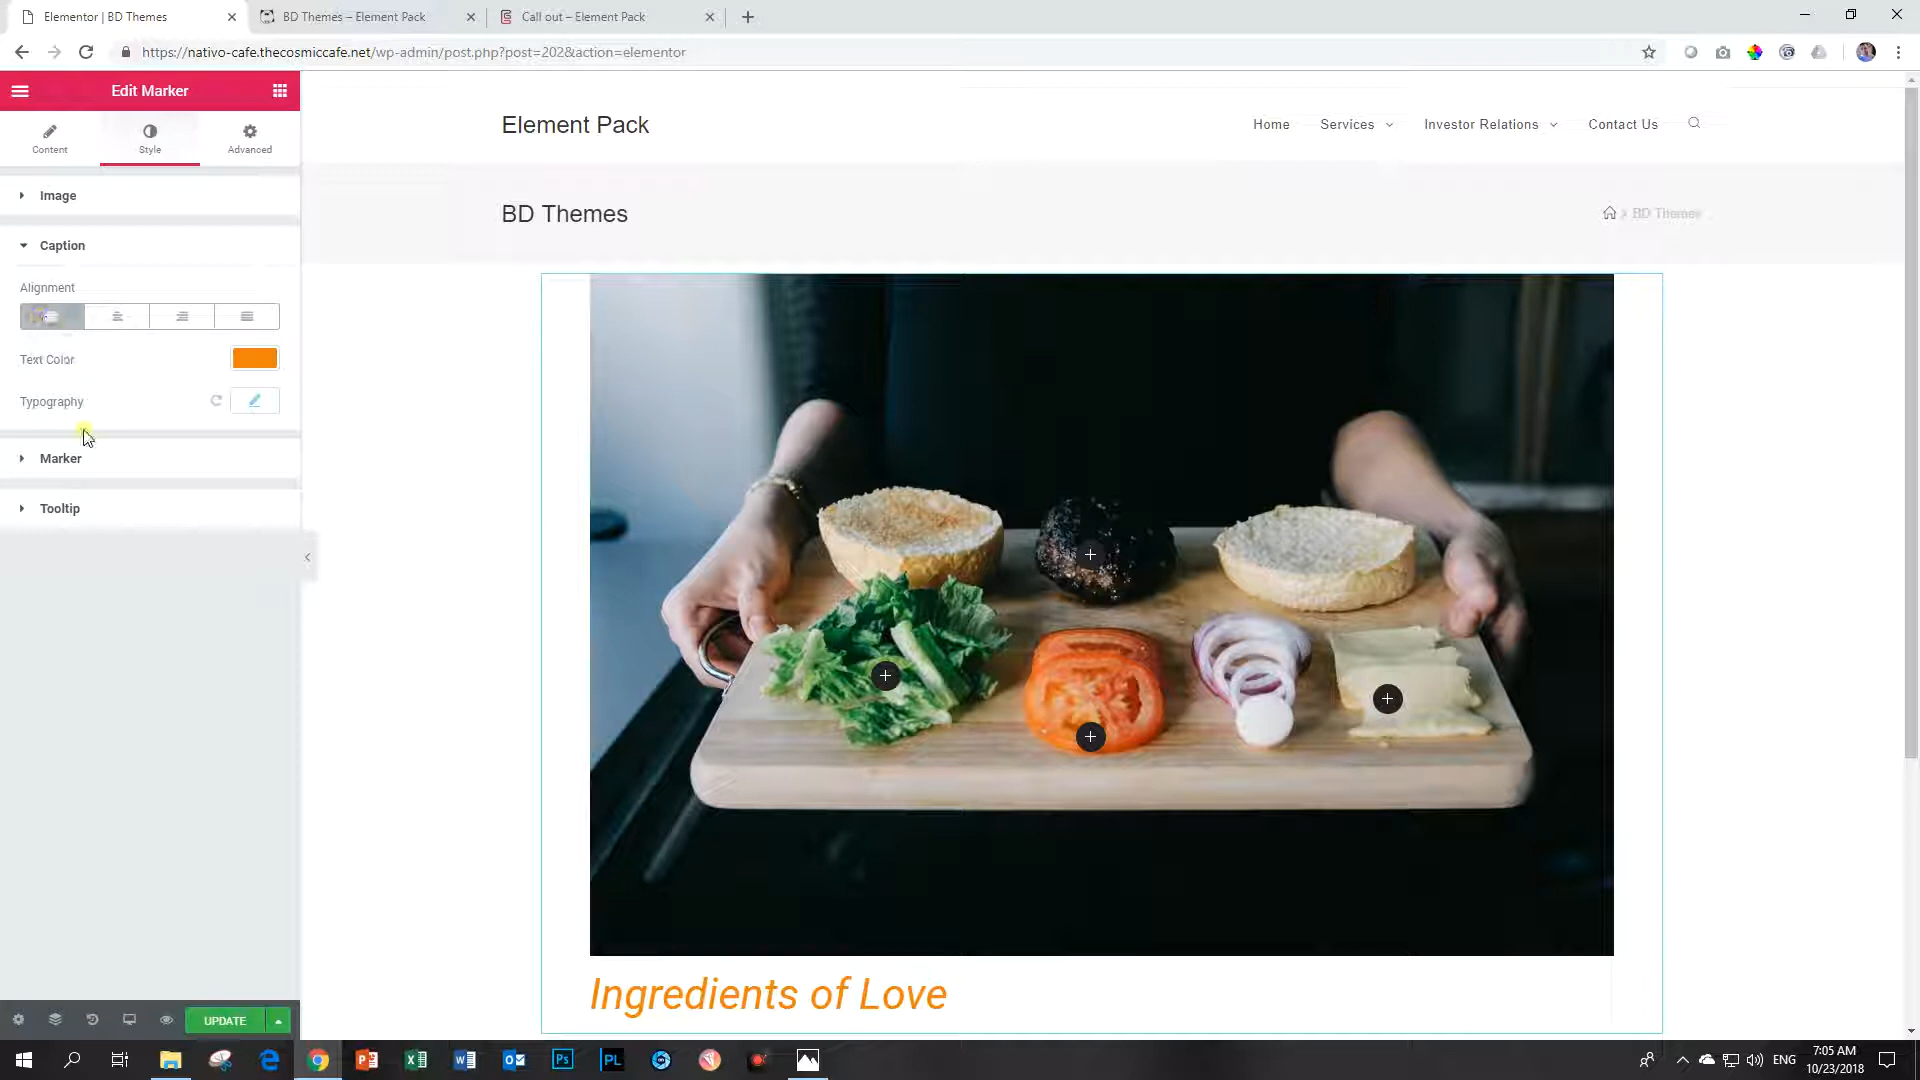 Elementor | BD Themes
BD Themes – Element Pack
Call out – Element Pack
https://nativo-cafe.thecosmiccafe.net/wp-admin/post.php?post=202&action=elementor
Edit Marker
Content
Style
Advanced
Image
Caption
Alignment
Text Color
Typography
Marker
Tooltip
UPDATE
Element Pack
Home
Services
Investor Relations
Contact Us
BD Themes
BD Themes
Ingredients of Love
ENG
7:05 AM
10/23/2018